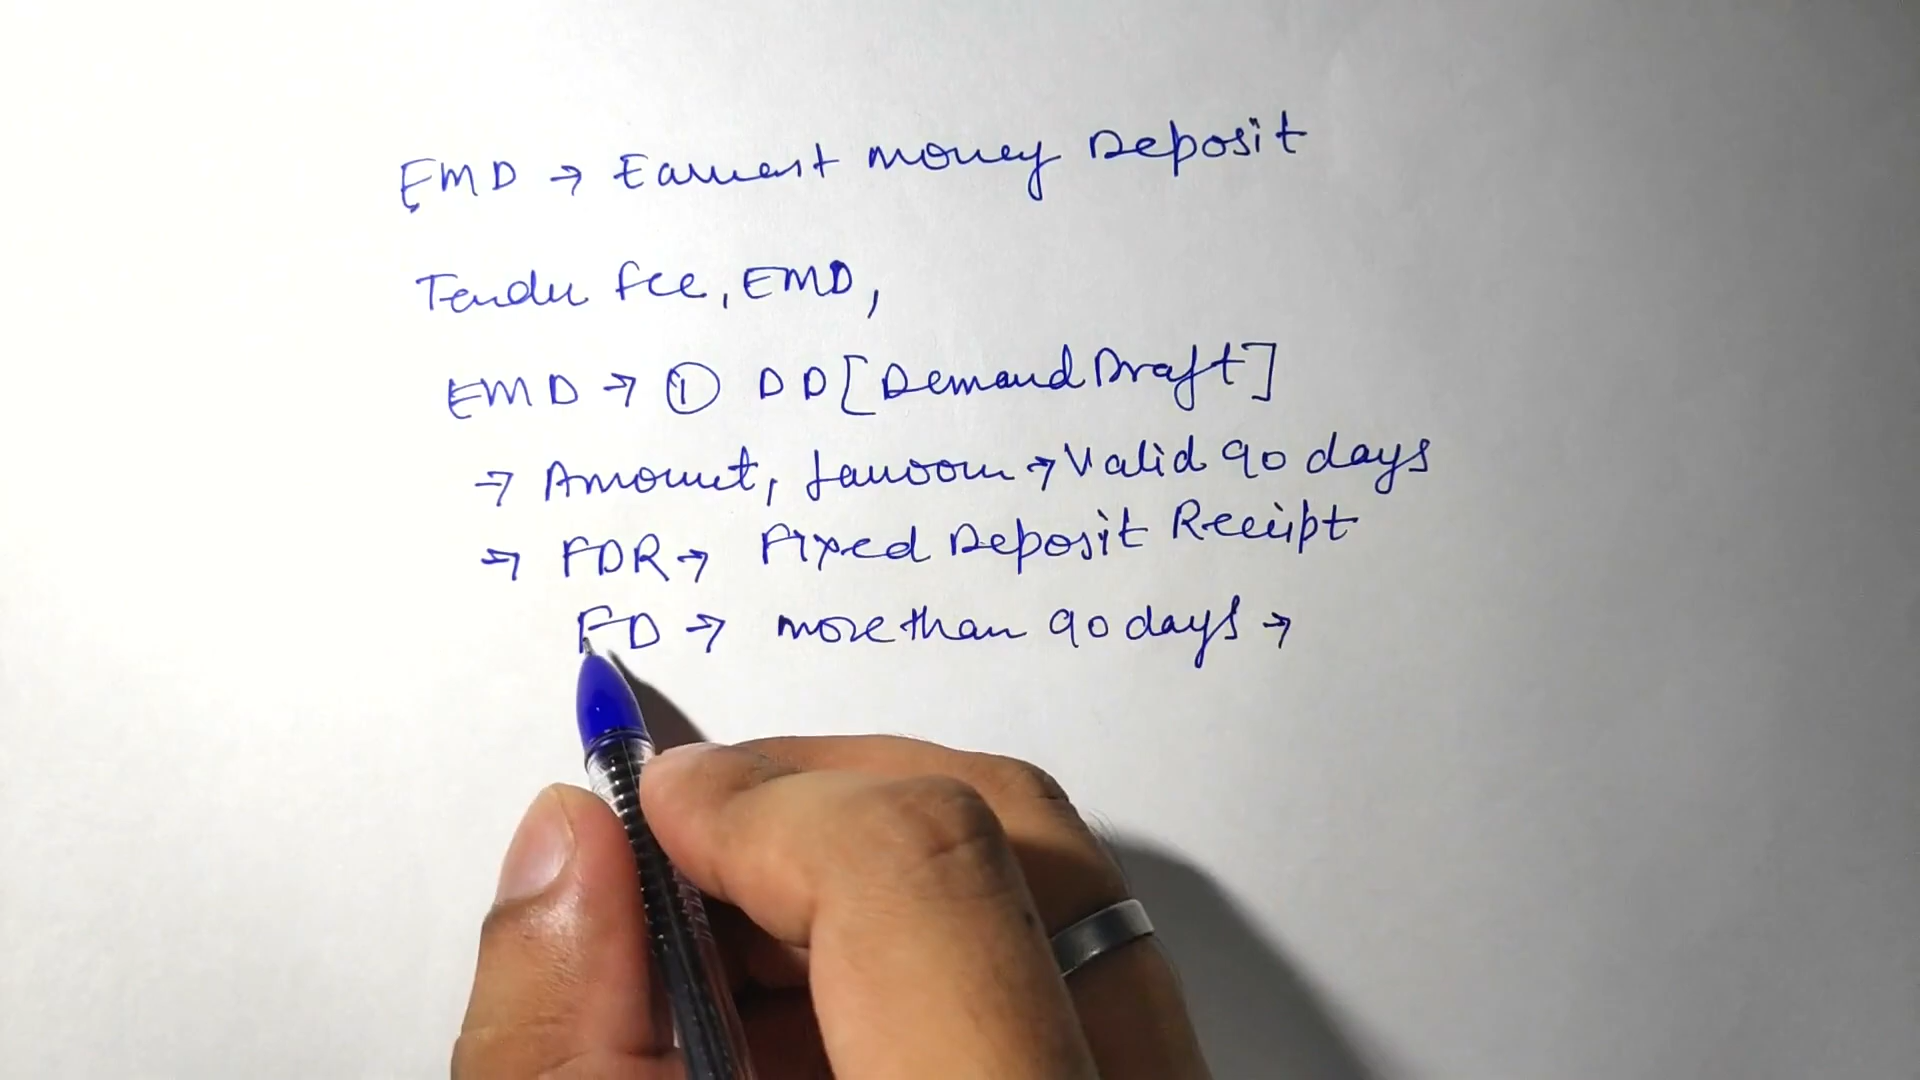 EMD → Earnest money Deposit
Tender fee, EMD,
EMD → ① DD [Demand Draft]
→ Amount, favour → Valid 90 days
→ FDR → Fixed Deposit Receipt
FD → more than 90 days →